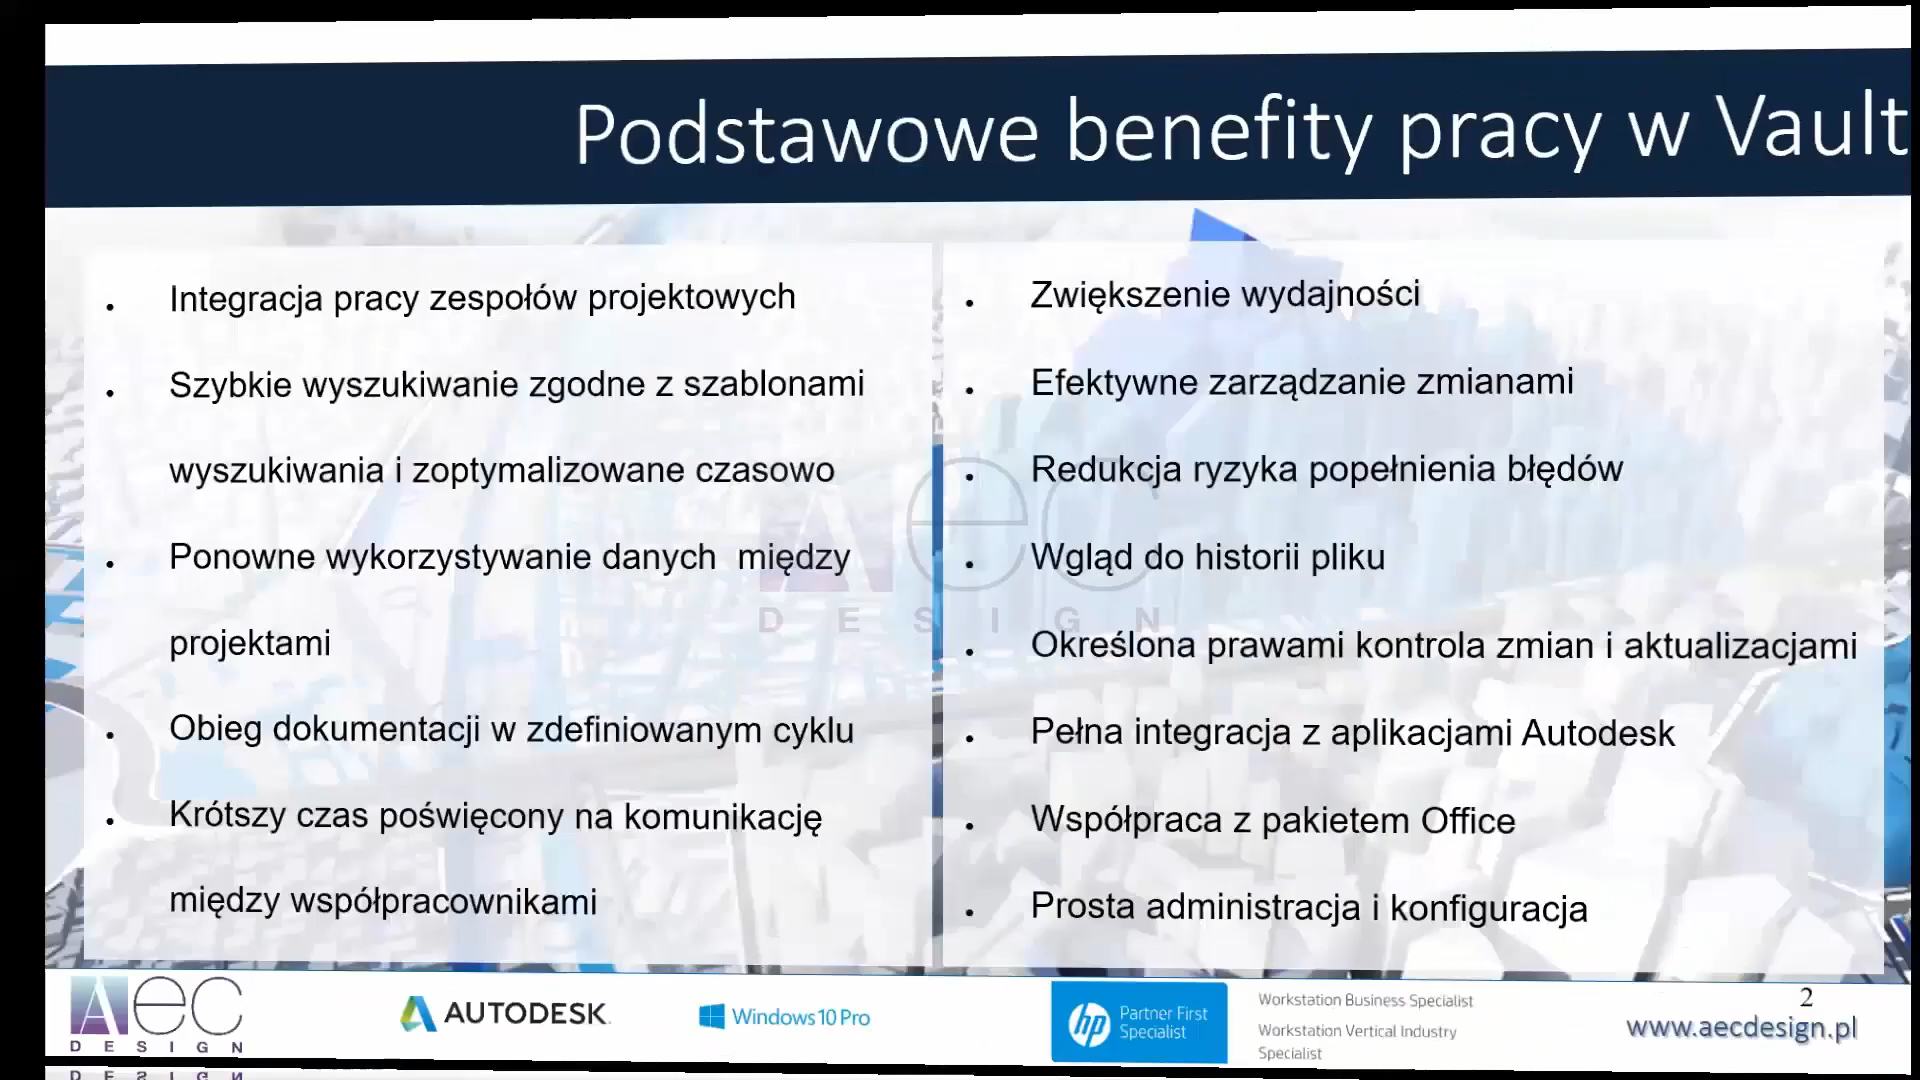 Podstawowe benefity pracy w Vault
Integracja pracy zespołów projektowych
Szybkie wyszukiwanie zgodne z szablonami
wyszukiwania i zoptymalizowane czasowo
Ponowne wykorzystywanie danych między
projektami
Obieg dokumentacji w zdefiniowanym cyklu
Krótszy czas poświęcony na komunikację
między współpracownikami
Zwiększenie wydajności
Efektywne zarządzanie zmianami
Redukcja ryzyka popełnienia błędów
Wgląd do historii pliku
Określona prawami kontrola zmian i aktualizacjami
Pełna integracja z aplikacjami Autodesk
Współpraca z pakietem Office
Prosta administracja i konfiguracja
Aec
DESIGN
Aec
DESIGN
AUTODESK.
Windows 10 Pro
hp
Partner First
Specialist
Workstation Business Specialist
Workstation Vertical Industry
Specialist
2
www.aecdesign.pl